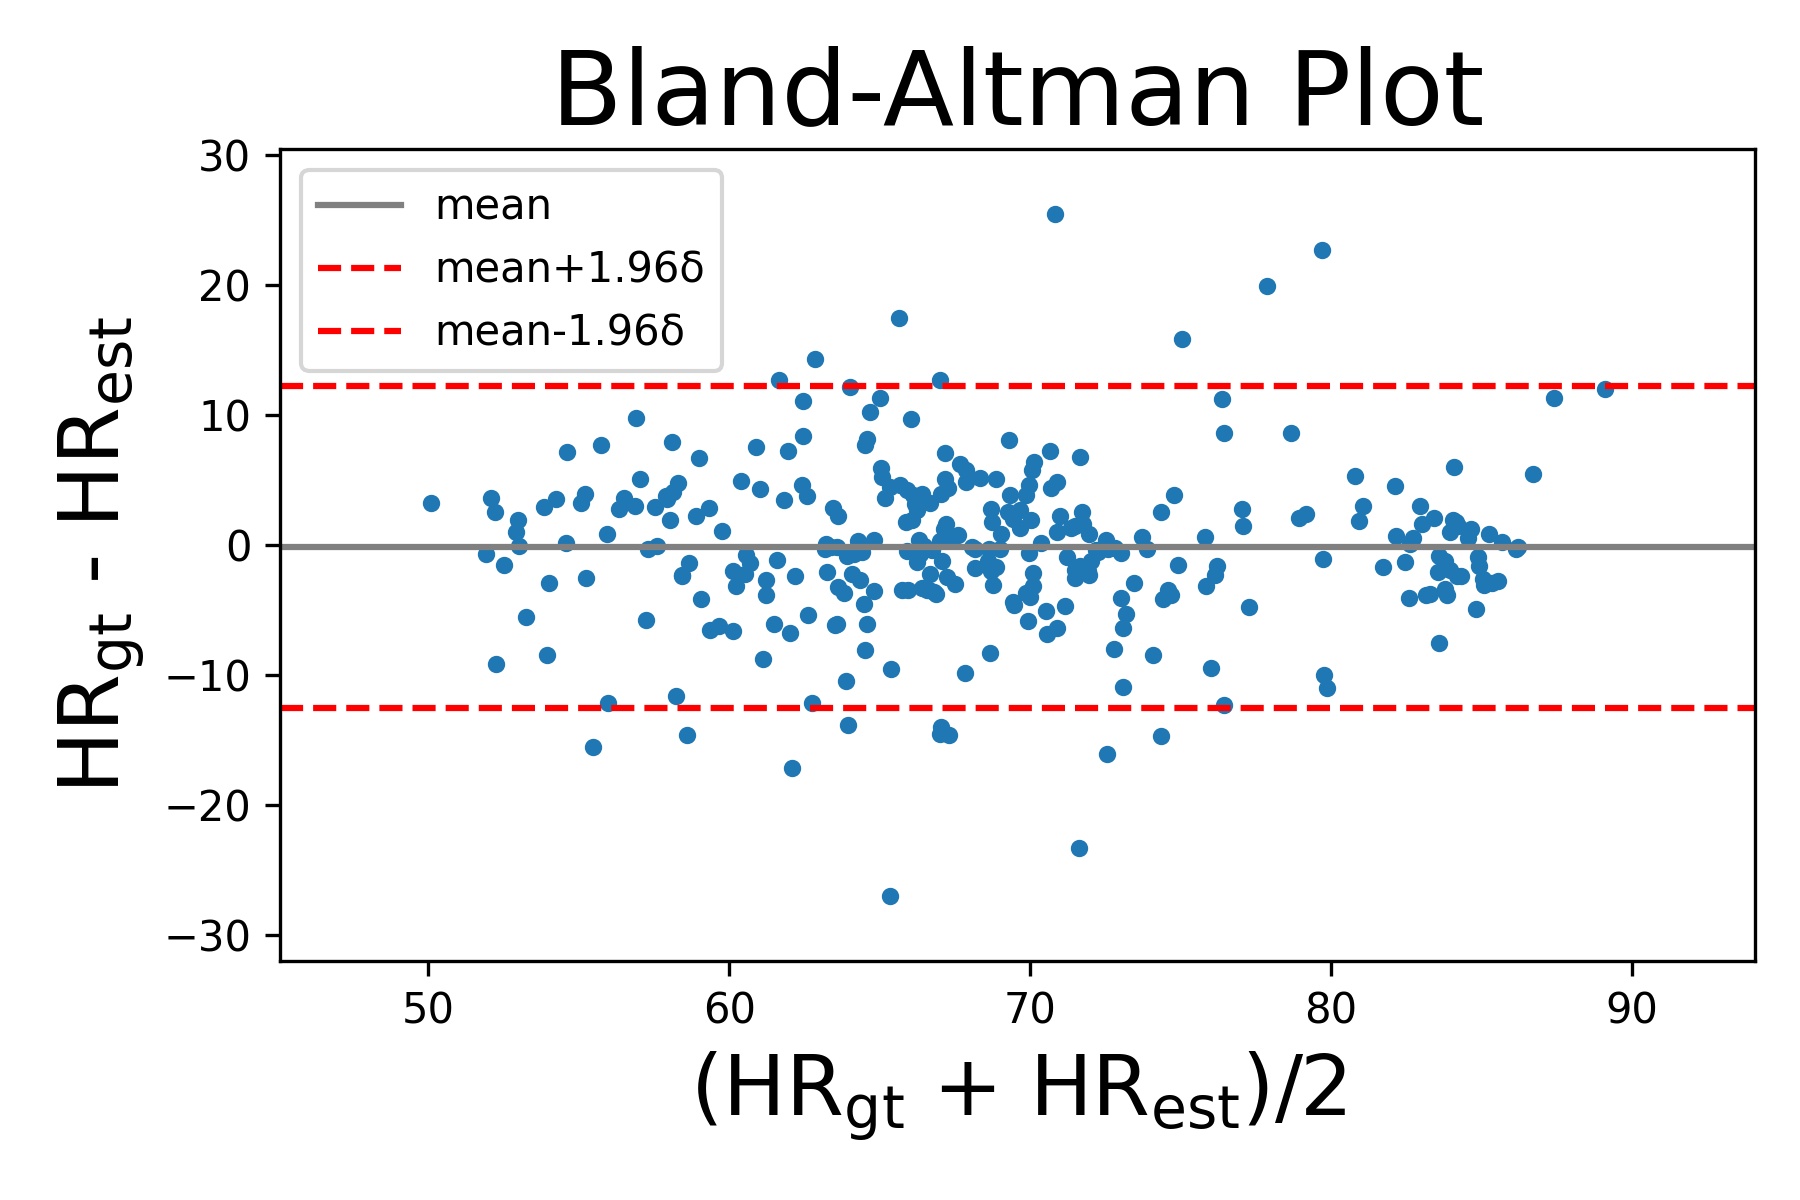 Bland-Altman Plot
mean
mean+1.96δ
mean-1.96δ
30
20
10
0
−10
−20
−30
HRgt - HRest
50 60 70 80 90
(HRgt + HRest)/2